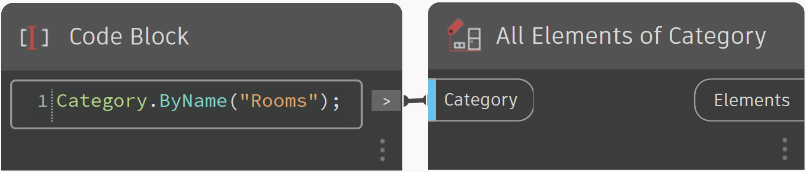 Code Block
All Elements of Category
1 Category.ByName("Rooms"); >
Category
Elements